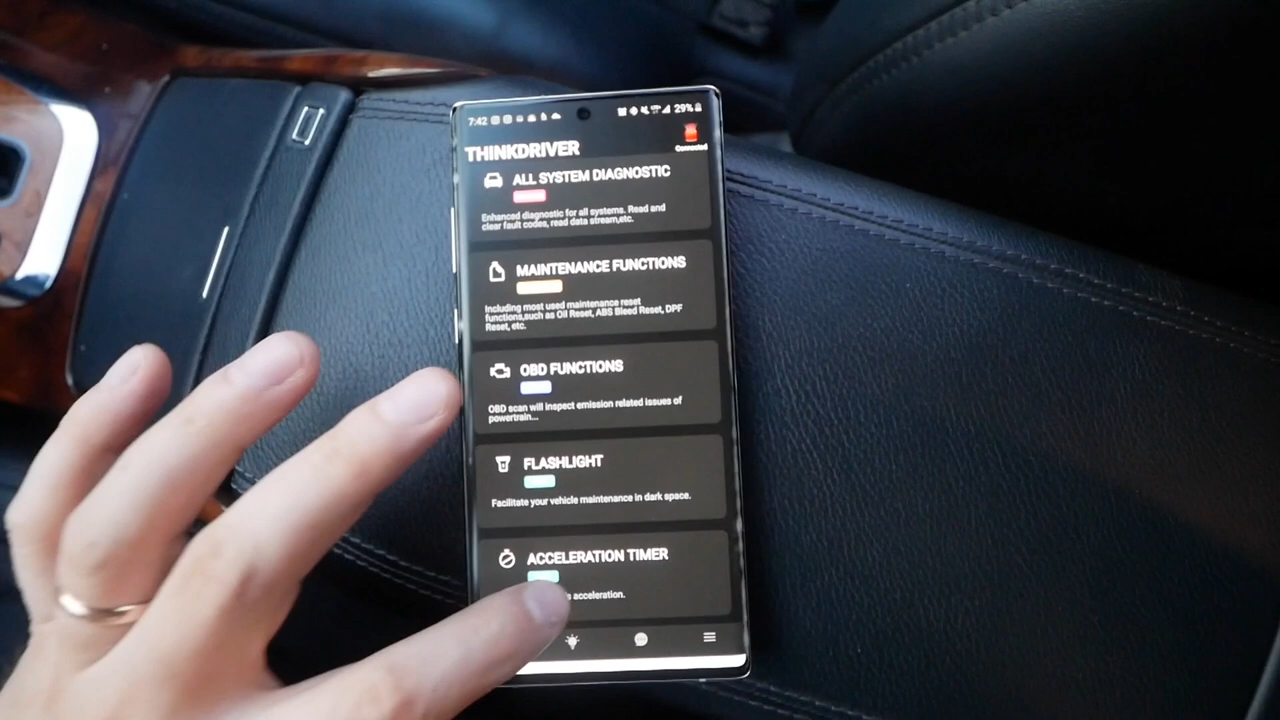 7:42
29%
Connected
THINKDRIVER
ALL SYSTEM DIAGNOSTIC
Enhanced diagnostic for all systems. Read and
clear fault codes, read data stream,etc.
MAINTENANCE FUNCTIONS
Including most used maintenance reset
functions,such as Oil Reset, ABS Bleed Reset, DPF
Reset, etc.
OBD FUNCTIONS
OBD scan will inspect emission related issues of
powertrain...
FLASHLIGHT
Facilitate your vehicle maintenance in dark space.
ACCELERATION TIMER
acceleration.